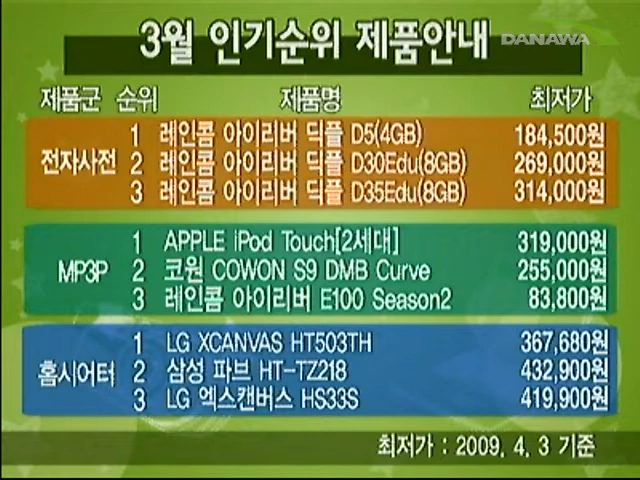 3월 인기순위 제품안내
DANAWA
제품군 순위 제품명 최저가
1 레인콤 아이리버 딕플 D5(4GB) 184,500원
전자사전 2 레인콤 아이리버 딕플 D30Edu(8GB) 269,000원
3 레인콤 아이리버 딕플 D35Edu(8GB) 314,000원
1 APPLE iPod Touch[2세대] 319,000원
MP3P 2 코원 COWON S9 DMB Curve 255,000원
3 레인콤 아이리버 E100 Season2 83,800원
1 LG XCANVAS HT503TH 367,680원
홈시어터 2 삼성 파브 HT-TZ218 432,900원
3 LG 엑스캔버스 HS33S 419,900원
최저가 : 2009. 4. 3 기준